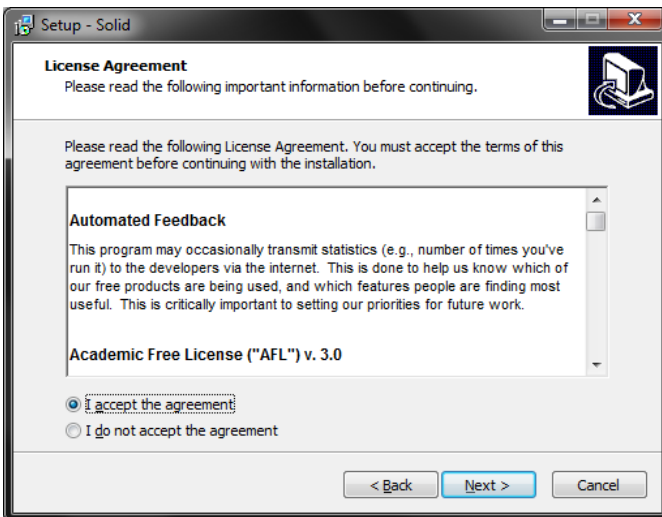 Setup - Solid
License Agreement
Please read the following important information before continuing.
Please read the following License Agreement. You must accept the terms of this
agreement before continuing with the installation.
Automated Feedback
This program may occasionally transmit statistics (e.g., number of times you've
run it) to the developers via the internet.  This is done to help us know which of
our free products are being used, and which features people are finding most
useful.  This is critically important to setting our priorities for future work.
Academic Free License ("AFL") v. 3.0
I accept the agreement
I do not accept the agreement
< Back Next > Cancel